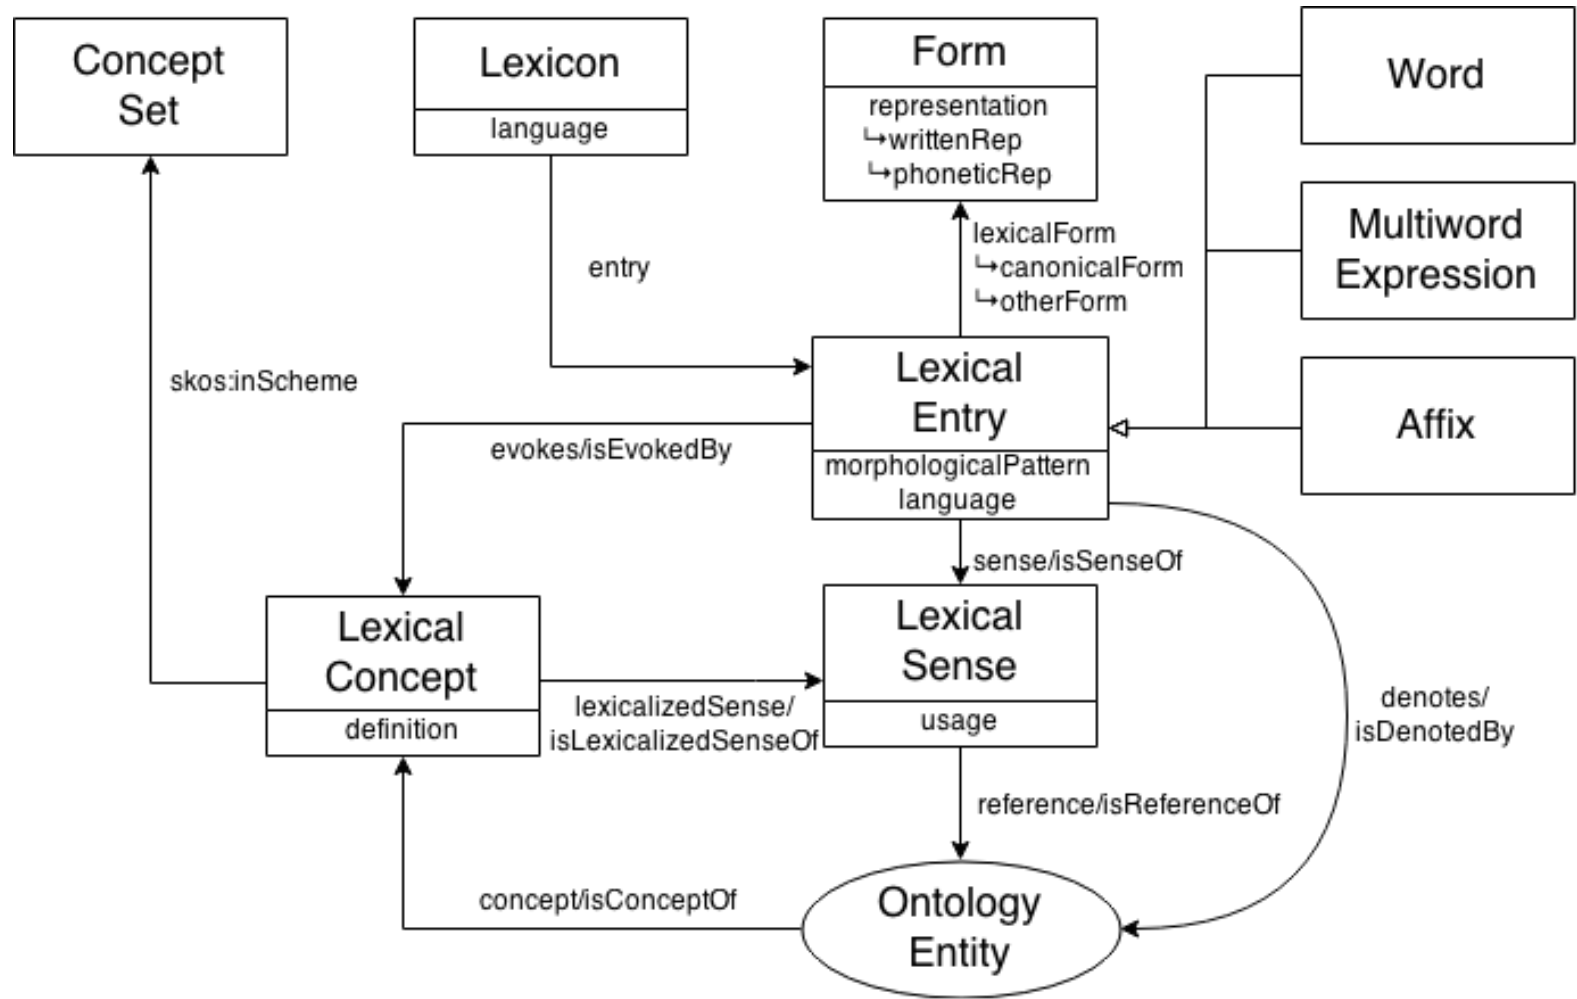 Concept
Set
Lexicon
language
Form
representation
↳writtenRep
↳phoneticRep
Word
Multiword
Expression
Affix
entry
lexicalForm
↳canonicalForm
↳otherForm
skos:inScheme
Lexical
Entry
morphologicalPattern
language
evokes/isEvokedBy
sense/isSenseOf
Lexical
Concept
definition
lexicalizedSense/
isLexicalizedSenseOf
Lexical
Sense
usage
denotes/
isDenotedBy
reference/isReferenceOf
concept/isConceptOf
Ontology
Entity